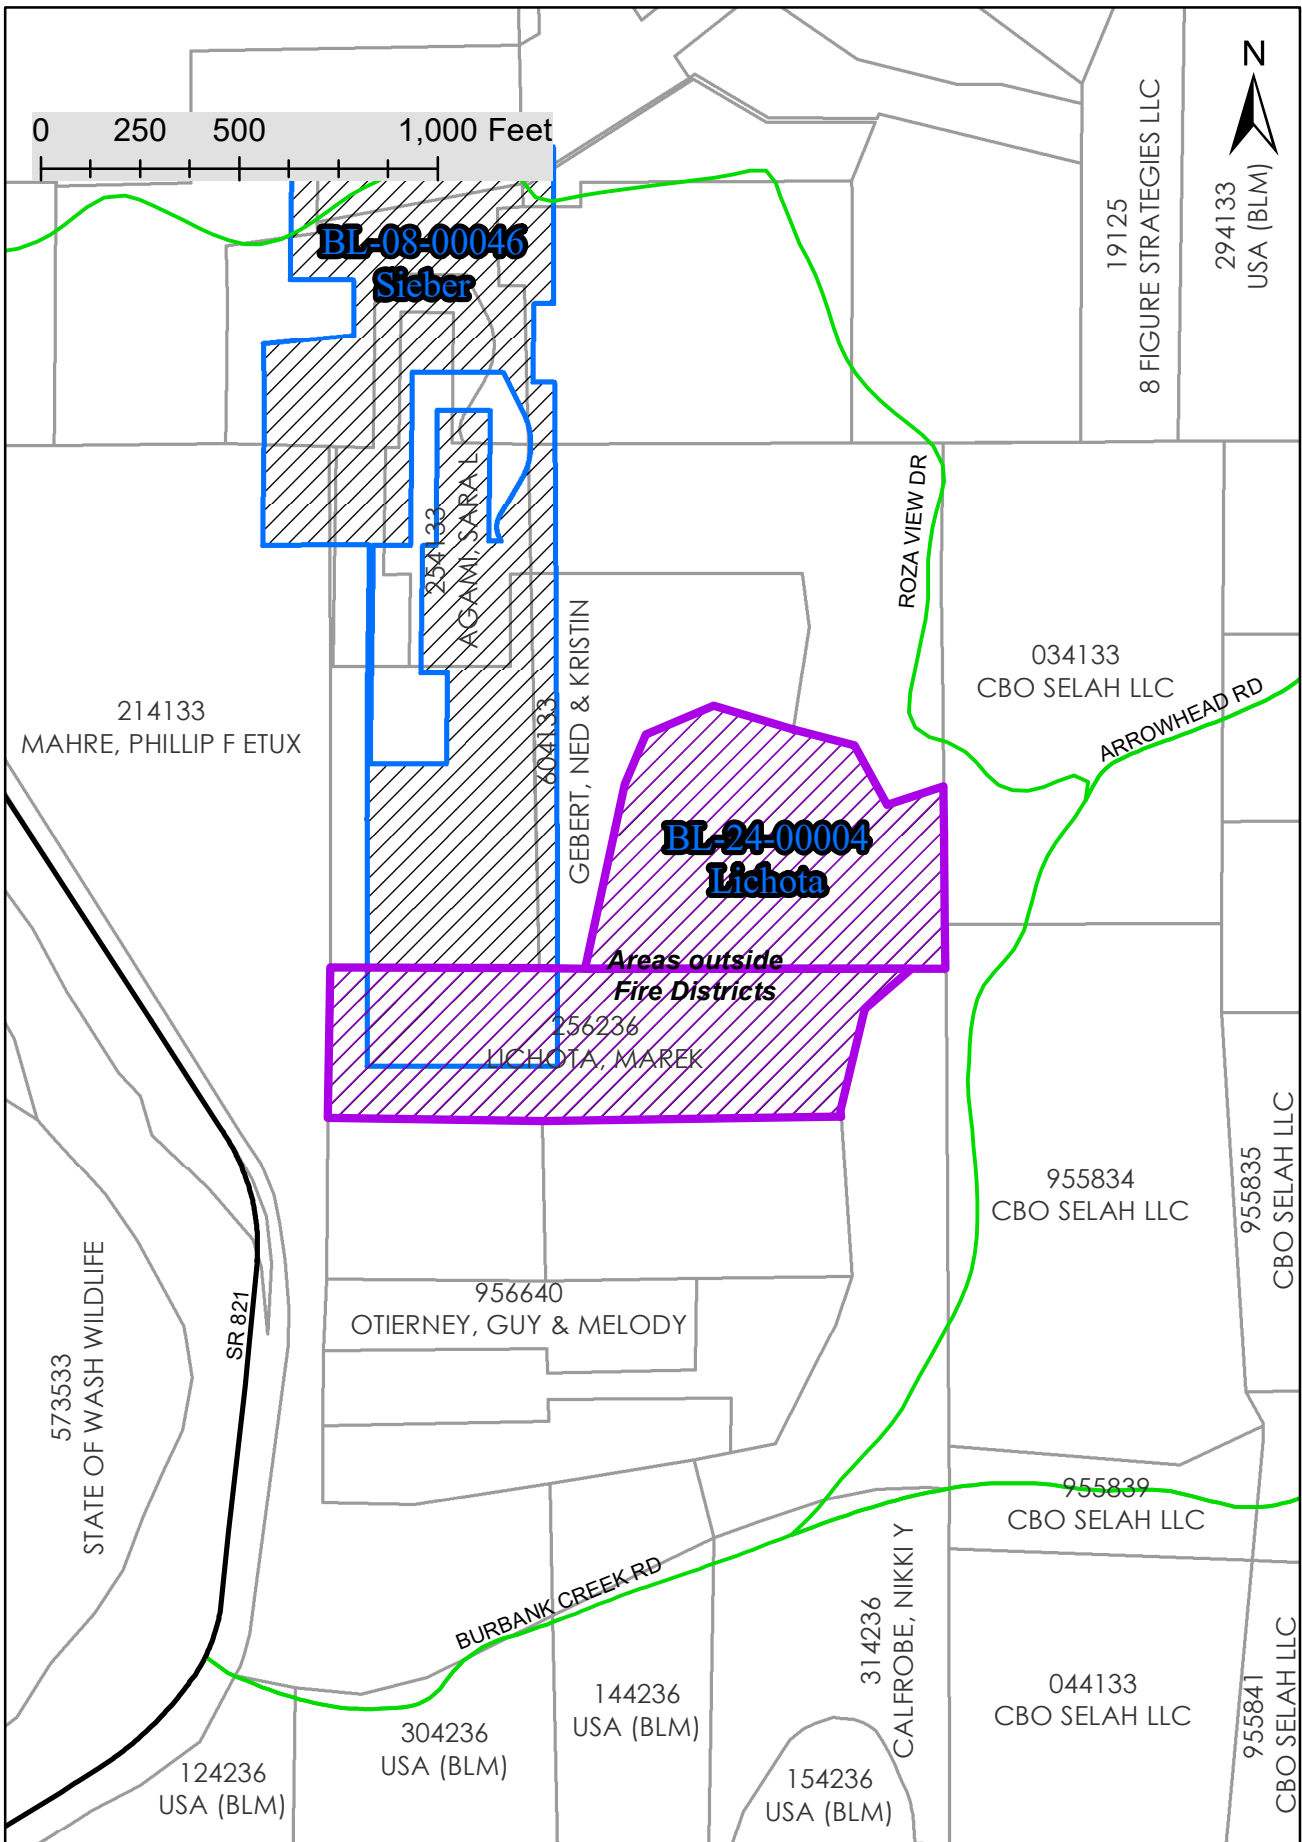 N
0 250 500 1,000 Feet
19125
8 FIGURE STRATEGIES LLC
294133
USA (BLM)
BL-08-00046
Sieber
254133
AGAMI, SARA L
ROZA VIEW DR
604133
GEBERT, NED & KRISTIN
034133
CBO SELAH LLC
ARROWHEAD RD
214133
MAHRE, PHILLIP F ETUX
BL-24-00004
Lichota
Areas outside
Fire Districts
256236
LICHOTA, MAREK
955834
CBO SELAH LLC
955835
CBO SELAH LLC
956640
OTIERNEY, GUY & MELODY
SR 821
573533
STATE OF WASH WILDLIFE
955839
CBO SELAH LLC
BURBANK CREEK RD
314236
CALFROBE, NIKKI Y
044133
CBO SELAH LLC
955841
CBO SELAH LLC
144236
USA (BLM)
304236
USA (BLM)
124236
USA (BLM)
154236
USA (BLM)